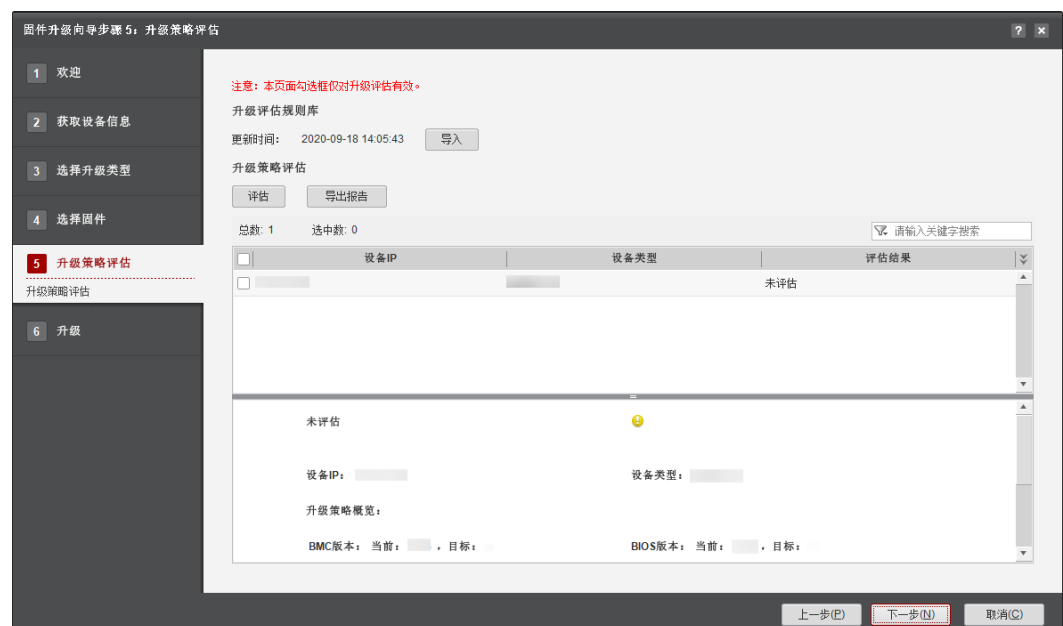 固件升级向导步骤 5：升级策略评估
? ×
1 欢迎
2 获取设备信息
3 选择升级类型
4 选择固件
5 升级策略评估
升级策略评估
6 升级
注意：本页面勾选框仅对升级评估有效。
升级评估规则库
更新时间： 2020-09-18 14:05:43 导入
升级策略评估
评估 导出报告
总数: 1 选中数: 0 请输入关键字搜索
设备IP 设备类型 评估结果
未评估
未评估
设备IP： 设备类型：
升级策略概览：
BMC版本： 当前： ，目标： BIOS版本： 当前： ，目标：
上一步(P) 下一步(N) 取消(C)